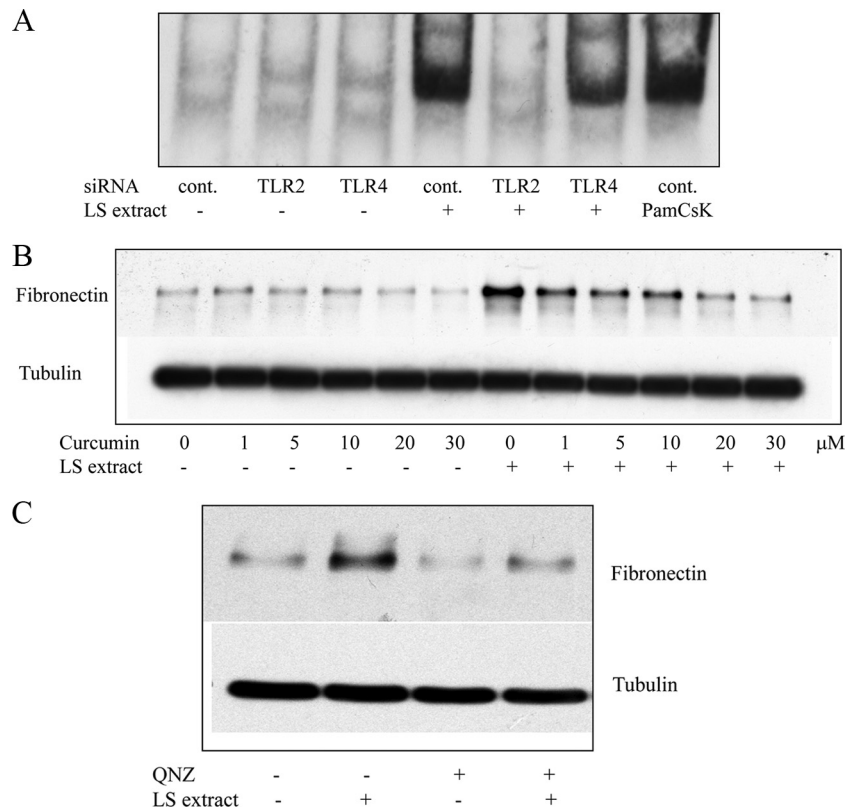 A
siRNA cont. TLR2 TLR4 cont. TLR2 TLR4 cont.
LS extract - - - + + + PamCsK
B
Fibronectin
Tubulin
Curcumin 0 1 5 10 20 30 0 1 5 10 20 30 μM
LS extract - - - - - - + + + + + +
C
Fibronectin
Tubulin
QNZ - - + +
LS extract - + - +